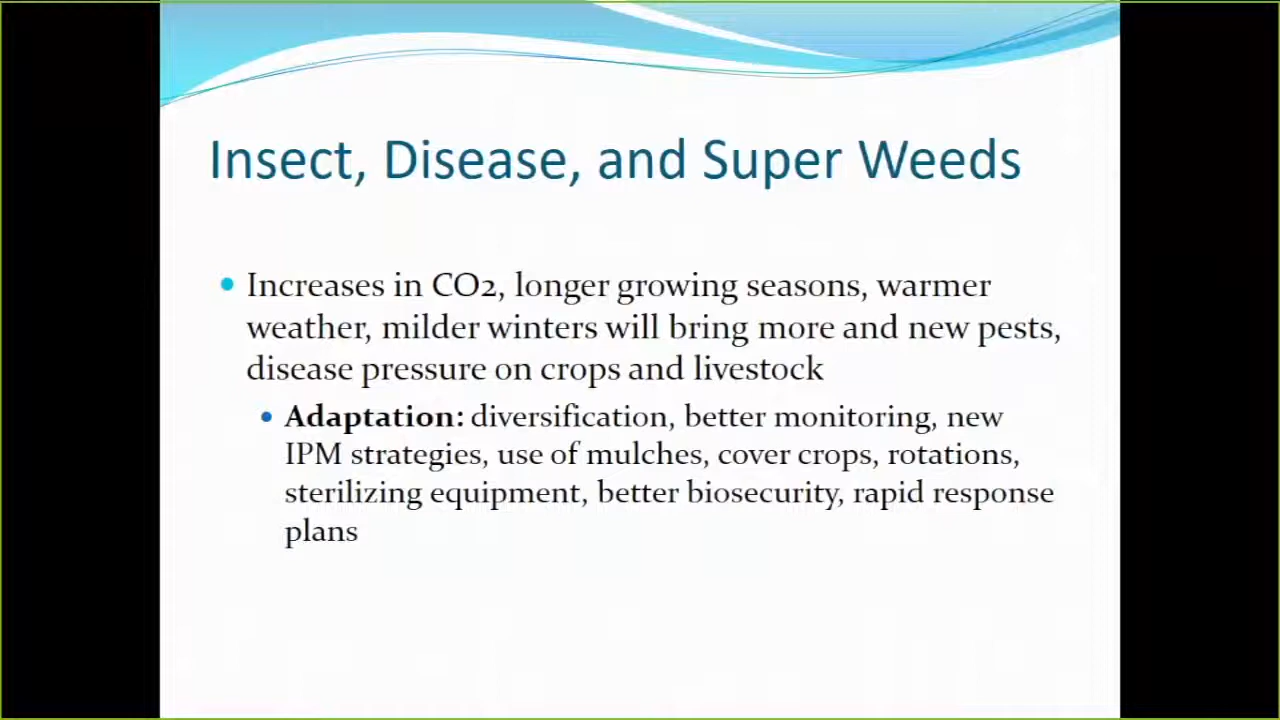 Insect, Disease, and Super Weeds
Increases in CO2, longer growing seasons, warmer
weather, milder winters will bring more and new pests,
disease pressure on crops and livestock
Adaptation: diversification, better monitoring, new
IPM strategies, use of mulches, cover crops, rotations,
sterilizing equipment, better biosecurity, rapid response
plans